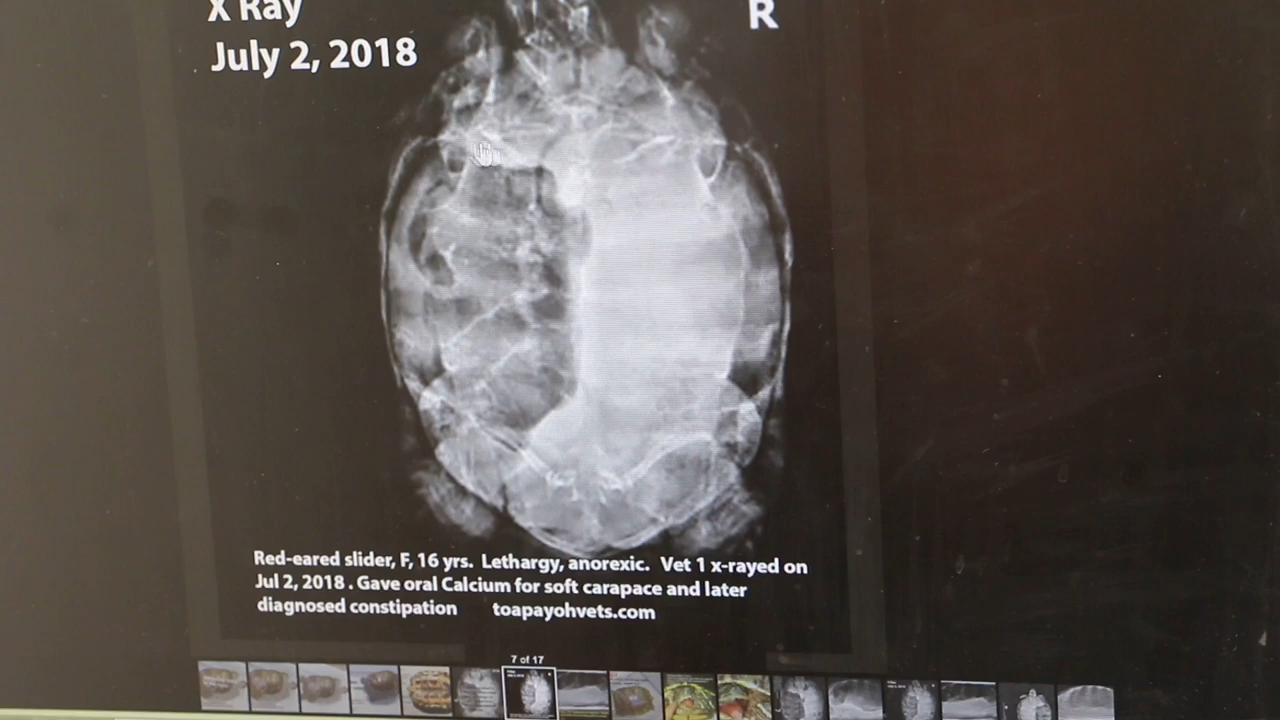 X Ray
R
July 2, 2018
Red-eared slider, F, 16 yrs. Lethargy, anorexic. Vet 1 x-rayed on
Jul 2, 2018 . Gave oral Calcium for soft carapace and later
diagnosed constipation toapayohvets.com
7 of 17